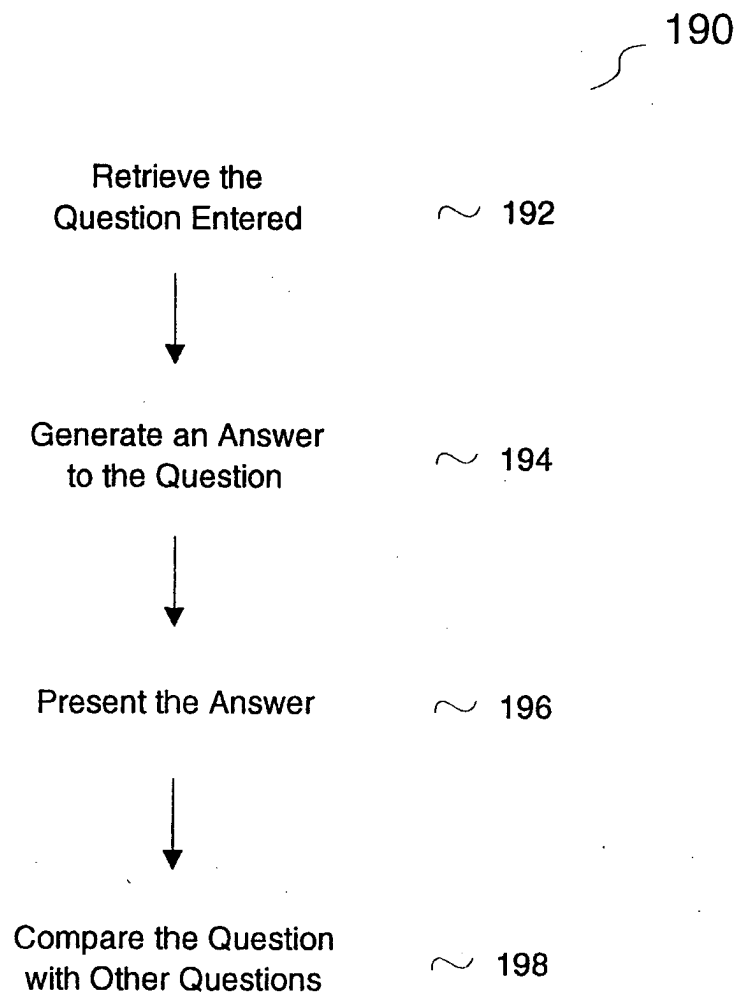 190
Retrieve the
Question Entered
192
Generate an Answer
to the Question
194
Present the Answer
196
Compare the Question
with Other Questions
198